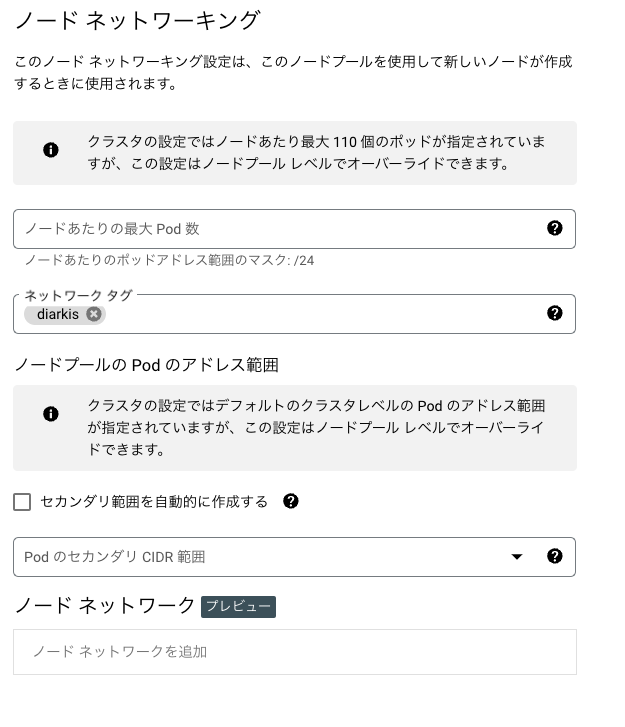 ノード ネットワーキング
このノード ネットワーキング設定は、このノードプールを使用して新しいノードが作成
するときに使用されます。
クラスタの設定ではノードあたり最大 110 個のポッドが指定されていま
すが、この設定はノードプール レベルでオーバーライドできます。
ノードあたりの最大 Pod 数
ノードあたりのポッドアドレス範囲のマスク: /24
ネットワーク タグ
diarkis
ノードプールの Pod のアドレス範囲
クラスタの設定ではデフォルトのクラスタレベルの Pod のアドレス範囲
が指定されていますが、この設定はノードプール レベルでオーバーライ
ドできます。
セカンダリ範囲を自動的に作成する
Pod のセカンダリ CIDR 範囲
ノード ネットワーク プレビュー
ノード ネットワークを追加